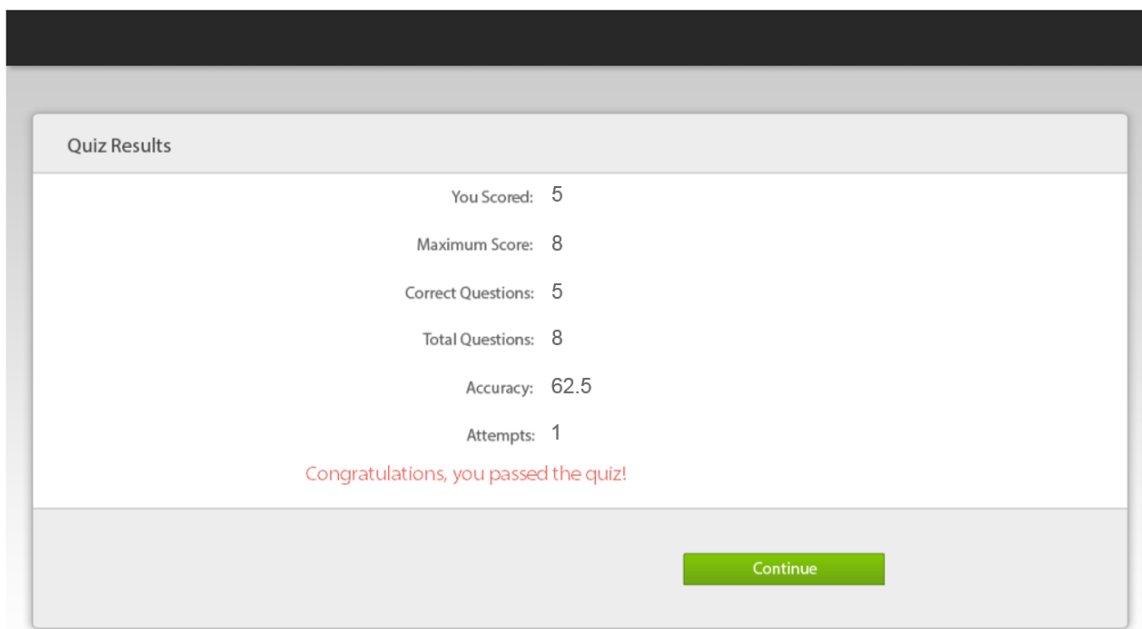 Quiz Results
You Scored: 5
Maximum Score: 8
Correct Questions: 5
Total Questions: 8
Accuracy: 62.5
Attempts: 1
Congratulations, you passed the quiz!
Continue